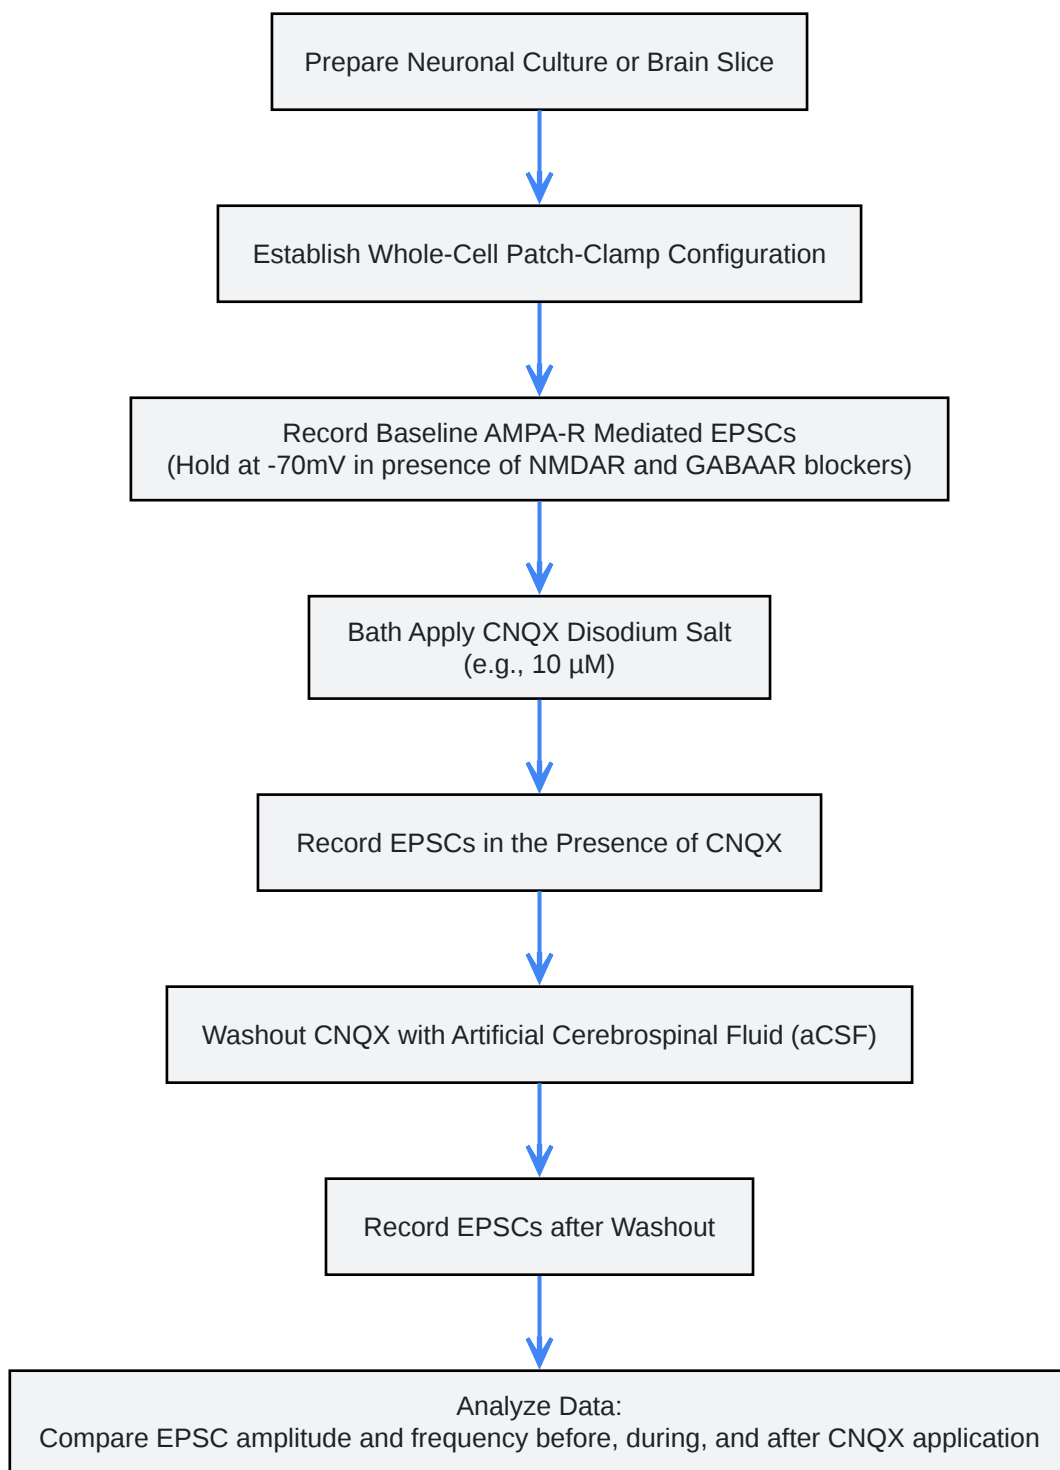 Prepare Neuronal Culture or Brain Slice
Establish Whole-Cell Patch-Clamp Configuration
Record Baseline AMPA-R Mediated EPSCs
(Hold at -70mV in presence of NMDAR and GABAAR blockers)
Bath Apply CNQX Disodium Salt
(e.g., 10 µM)
Record EPSCs in the Presence of CNQX
Washout CNQX with Artificial Cerebrospinal Fluid (aCSF)
Record EPSCs after Washout
Analyze Data:
Compare EPSC amplitude and frequency before, during, and after CNQX application